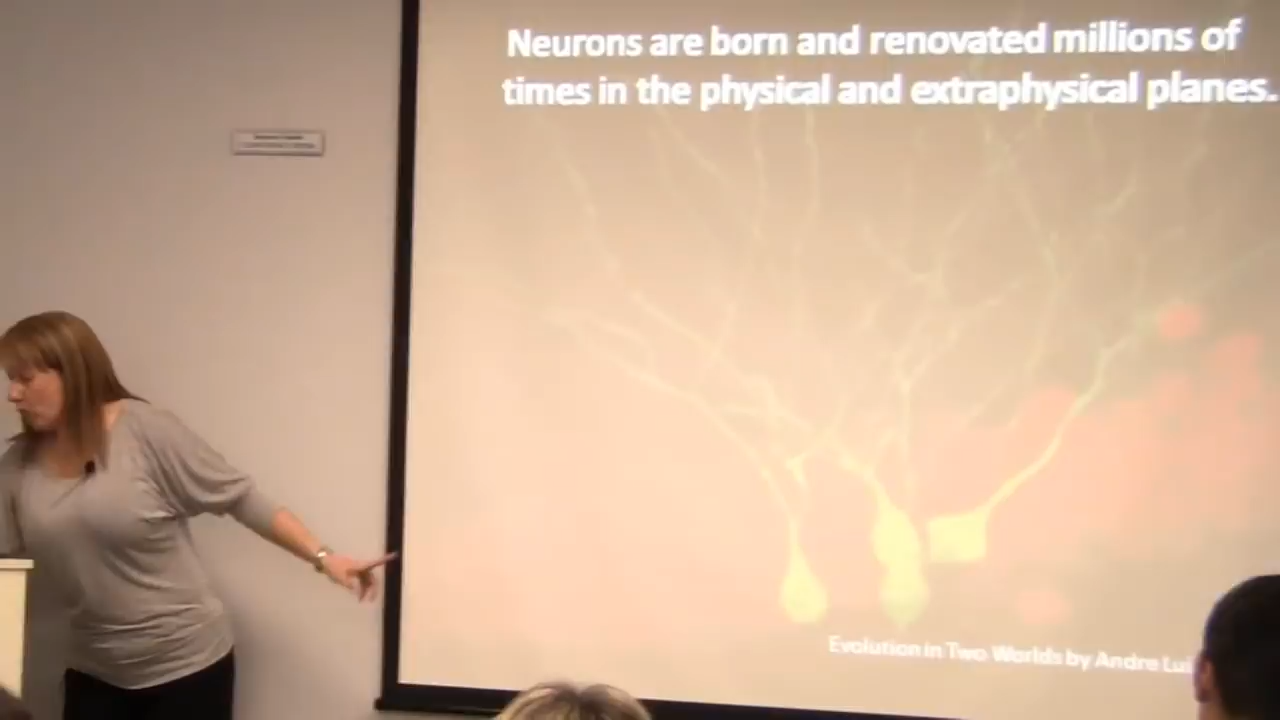 Neurons are born and renovated millions of
times in the physical and extraphysical planes.
Evolution in Two Worlds by Andre